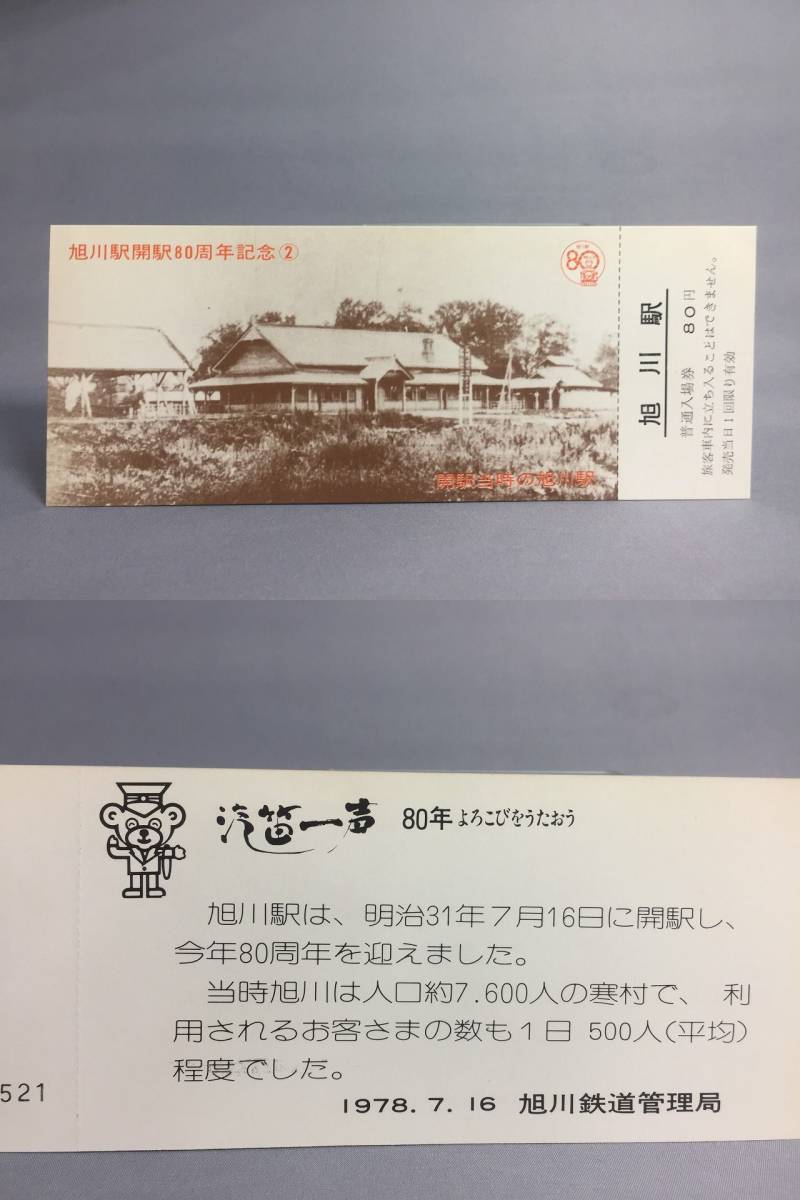 旭川駅開駅80周年記念②
80
開駅当時の旭川駅
旭川駅
普通入場券 80円
旅客車内に立ち入ることはできません。
発売当日1回限り有効
汽笛一声 80年よろこびをうたおう
旭川駅は、明治31年7月16日に開駅し、
今年80周年を迎えました。
当時旭川は人口約7.600人の寒村で、 利
用されるお客さまの数も1日 500人(平均)
程度でした。
1978.7.16 旭川鉄道管理局
521